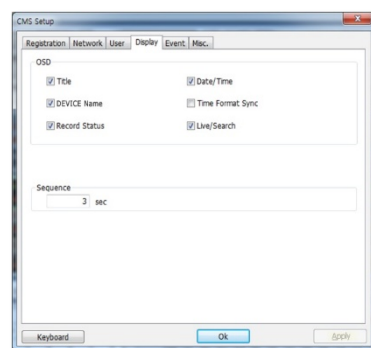 CMS Setup
Registration Network User Display Event Misc.
OSD
Title Date/Time
DEVICE Name Time Format Sync
Record Status Live/Search
Sequence
3 sec
Keyboard Ok Apply